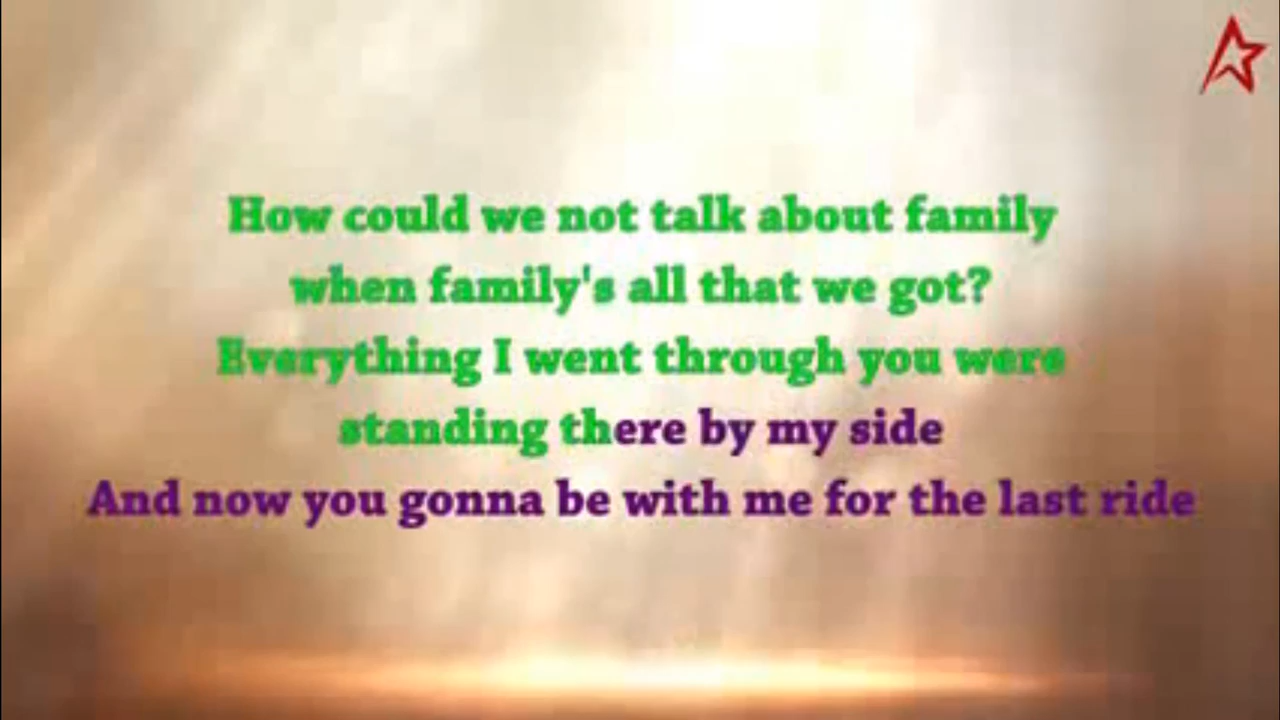 How could we not talk about family
when family's all that we got?
Everything I went through you were
standing there by my side
And now you gonna be with me for the last ride